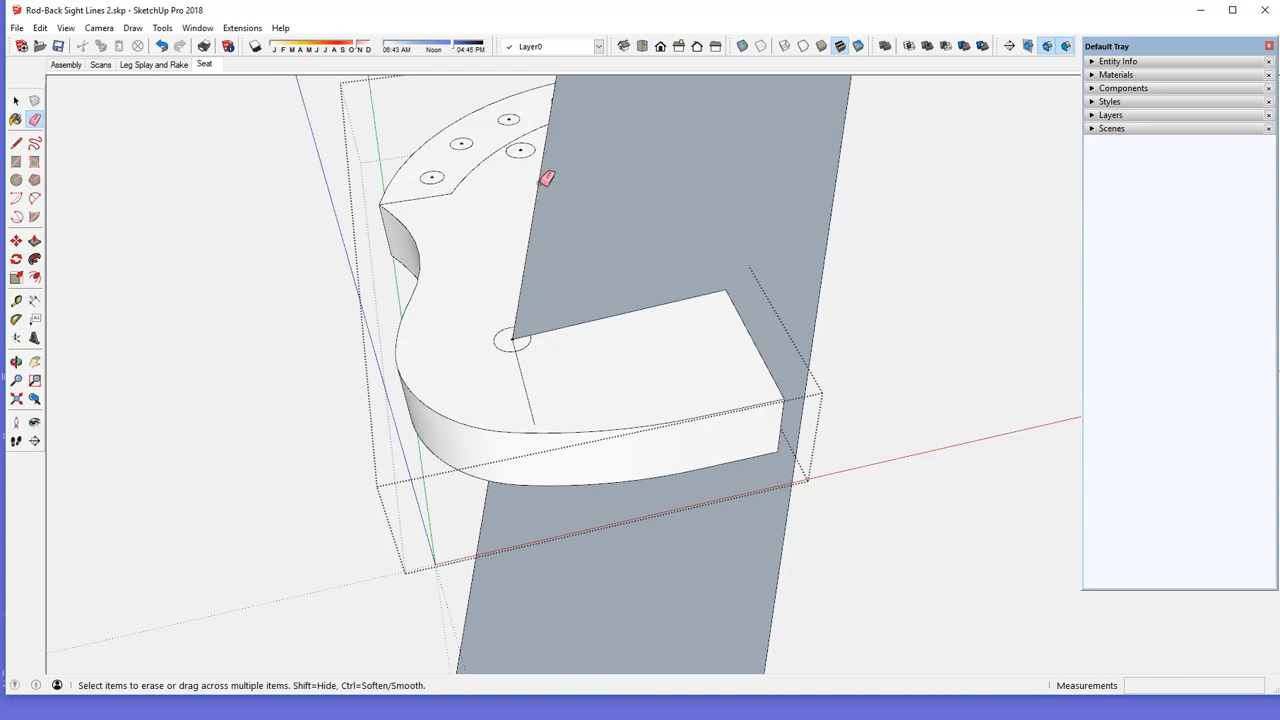 Rod-Back Sight Lines 2.skp - SketchUp Pro 2018
File Edit View Camera Draw Tools Window Extensions Help
J F M A M J J A S O N D 06:43 AM Noon 04:45 PM Layer0
Assembly Scans Leg Splay and Rake Seat
Default Tray
Entity Info
Materials
Components
Styles
Layers
Scenes
Select items to erase or drag across multiple items. Shift=Hide, Ctrl=Soften/Smooth. Measurements